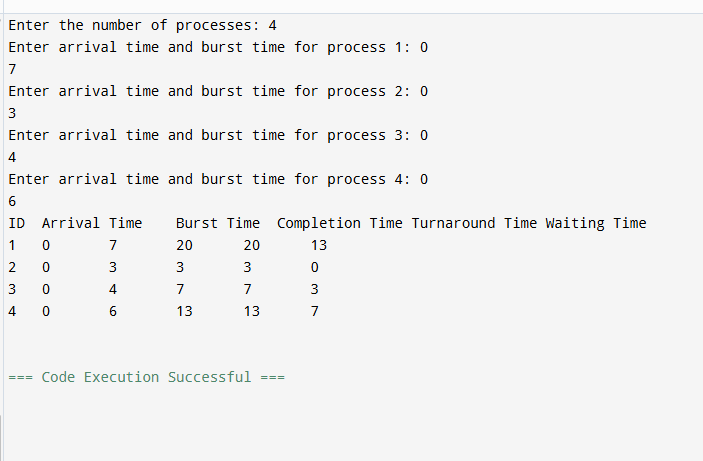 Enter the number of processes: 4
Enter arrival time and burst time for process 1: 0
7
Enter arrival time and burst time for process 2: 0
3
Enter arrival time and burst time for process 3: 0
4
Enter arrival time and burst time for process 4: 0
6
ID  Arrival Time    Burst Time  Completion Time Turnaround Time Waiting Time
1   0       7       20      20      13
2   0       3       3       3       0
3   0       4       7       7       3
4   0       6       13      13      7
=== Code Execution Successful ===